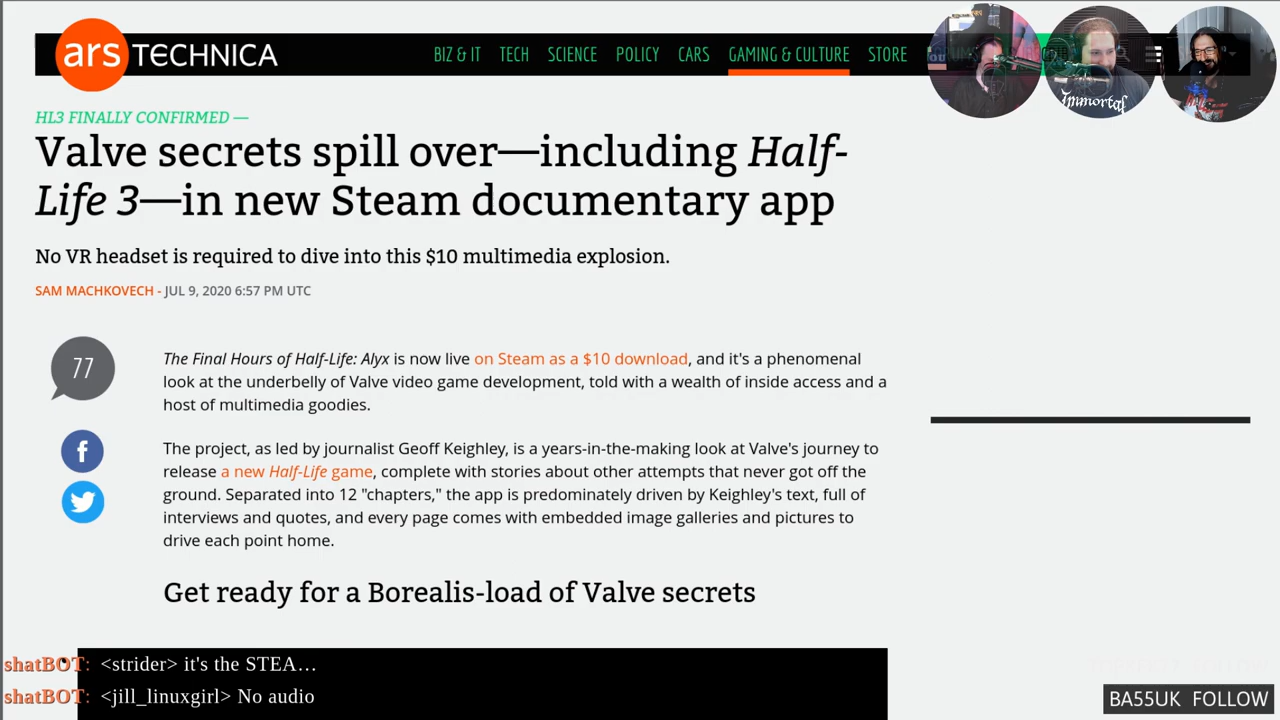 ars TECHNICA
BIZ & IT TECH SCIENCE POLICY CARS GAMING & CULTURE STORE
Immortal
HL3 FINALLY CONFIRMED —
Valve secrets spill over—including Half-
Life 3—in new Steam documentary app
No VR headset is required to dive into this $10 multimedia explosion.
SAM MACHKOVECH - JUL 9, 2020 6:57 PM UTC
77
The Final Hours of Half-Life: Alyx is now live on Steam as a $10 download, and it's a phenomenal
look at the underbelly of Valve video game development, told with a wealth of inside access and a
host of multimedia goodies.
The project, as led by journalist Geoff Keighley, is a years-in-the-making look at Valve's journey to
release a new Half-Life game, complete with stories about other attempts that never got off the
ground. Separated into 12 "chapters," the app is predominately driven by Keighley's text, full of
interviews and quotes, and every page comes with embedded image galleries and pictures to
drive each point home.
Get ready for a Borealis-load of Valve secrets
shatBOT: <strider> it's the STEA…
shatBOT: <jill_linuxgirl> No audio
BA55UK FOLLOW